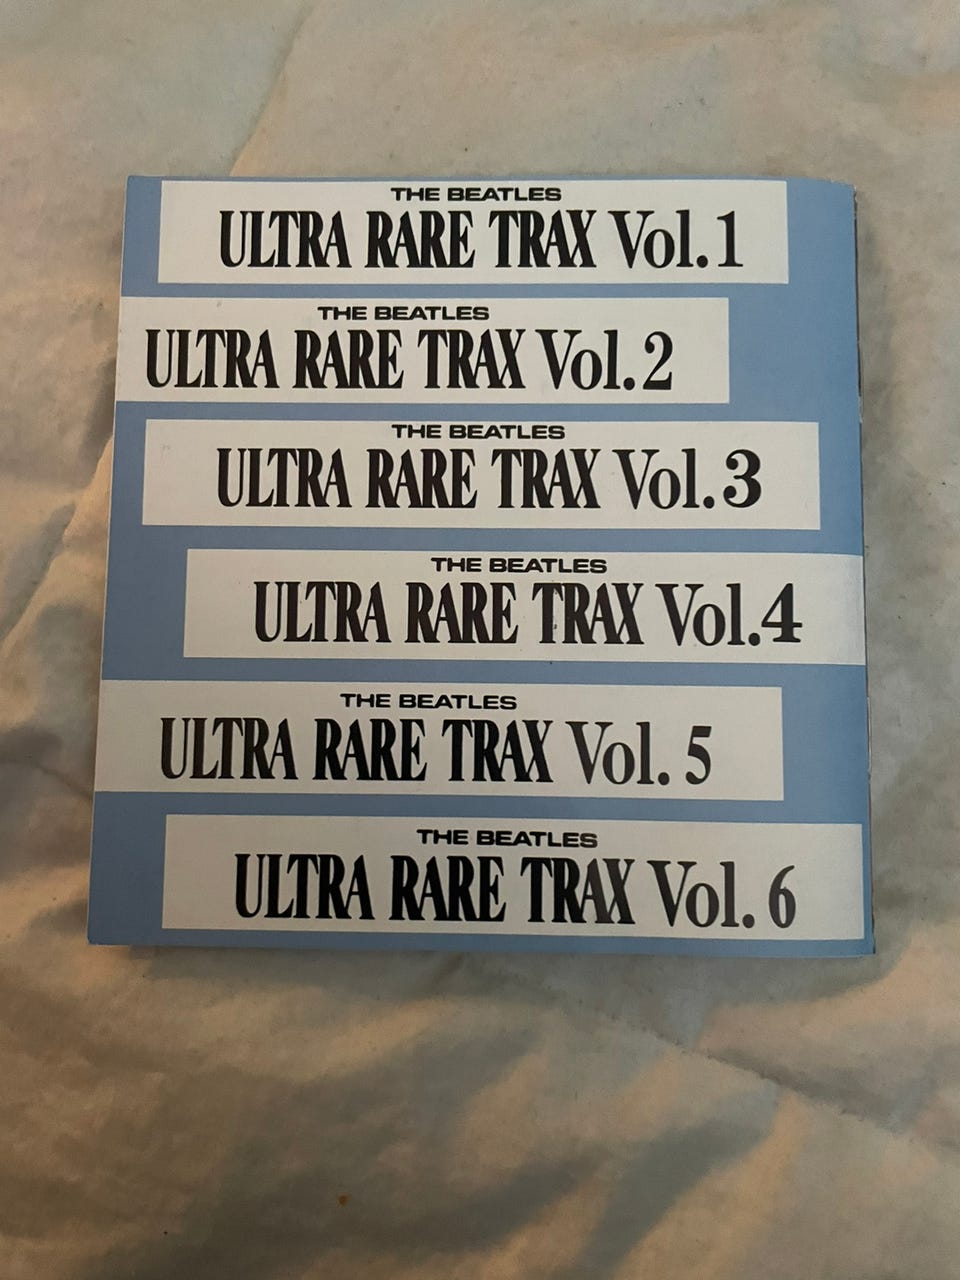 THE BEATLES
ULTRA RARE TRAX Vol.1
THE BEATLES
ULTRA RARE TRAX Vol.2
THE BEATLES
ULTRA RARE TRAX Vol.3
THE BEATLES
ULTRA RARE TRAX Vol.4
THE BEATLES
ULTRA RARE TRAX Vol. 5
THE BEATLES
ULTRA RARE TRAX Vol. 6